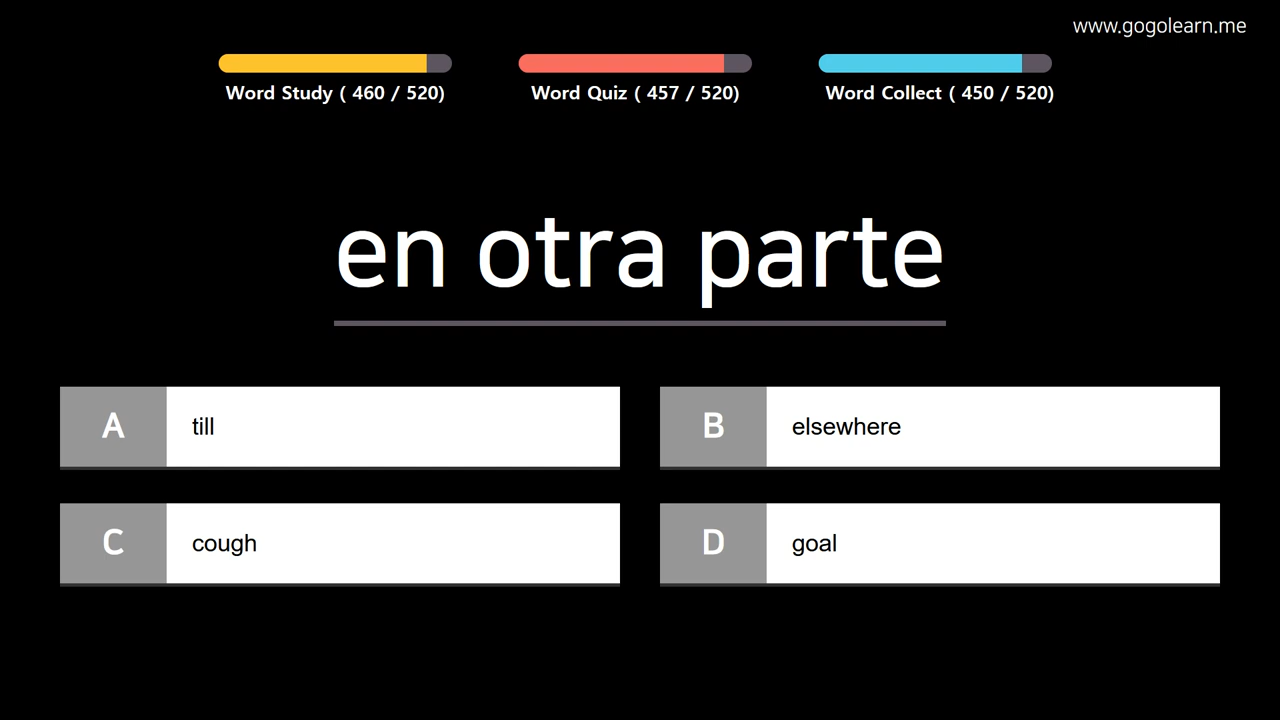 www.gogolearn.me
Word Study ( 460 / 520)
Word Quiz ( 457 / 520)
Word Collect ( 450 / 520)
en otra parte
A till
B elsewhere
C cough
D goal